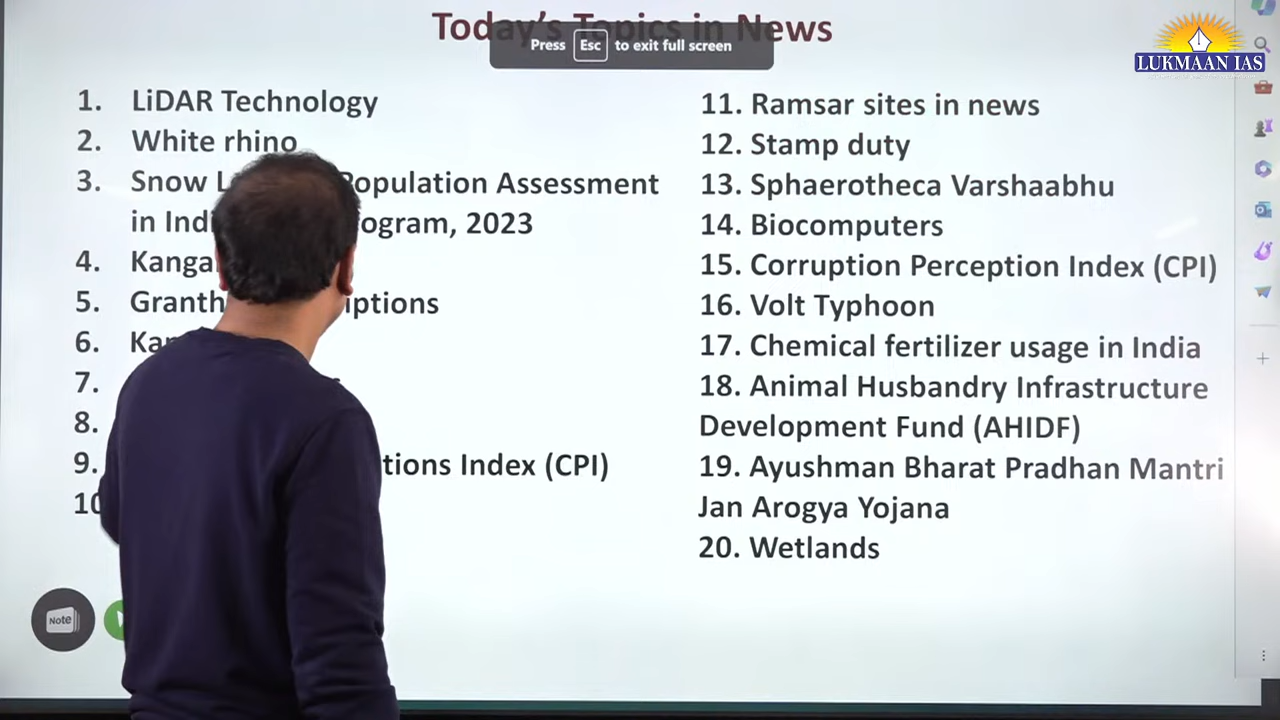 Today's Topics in News
Press Esc to exit full screen
LUKMAAN IAS
1. LiDAR Technology
2. White rhino
3. Snow Population Assessment
in Ind ogram, 2023
4. Kanga
5. Granth iptions
6. Ka
7.
8.
9. tions Index (CPI)
10
11. Ramsar sites in news
12. Stamp duty
13. Sphaerotheca Varshaabhu
14. Biocomputers
15. Corruption Perception Index (CPI)
16. Volt Typhoon
17. Chemical fertilizer usage in India
18. Animal Husbandry Infrastructure
Development Fund (AHIDF)
19. Ayushman Bharat Pradhan Mantri
Jan Arogya Yojana
20. Wetlands
Note